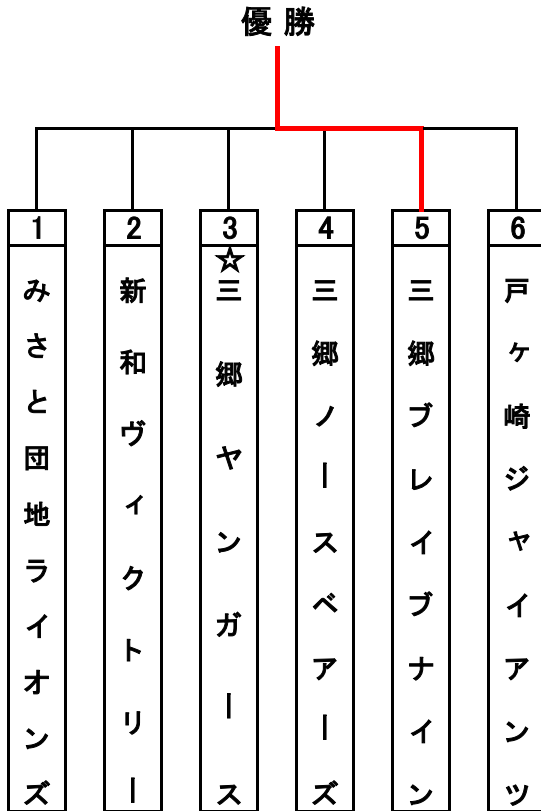 優勝
1
みさと団地ライオンズ
2
新和ヴィクトリー
3
☆三郷ヤンガース
4
三郷ノースベアーズ
5
三郷ブレイブナイン
6
戸ヶ崎ジャイアンツ